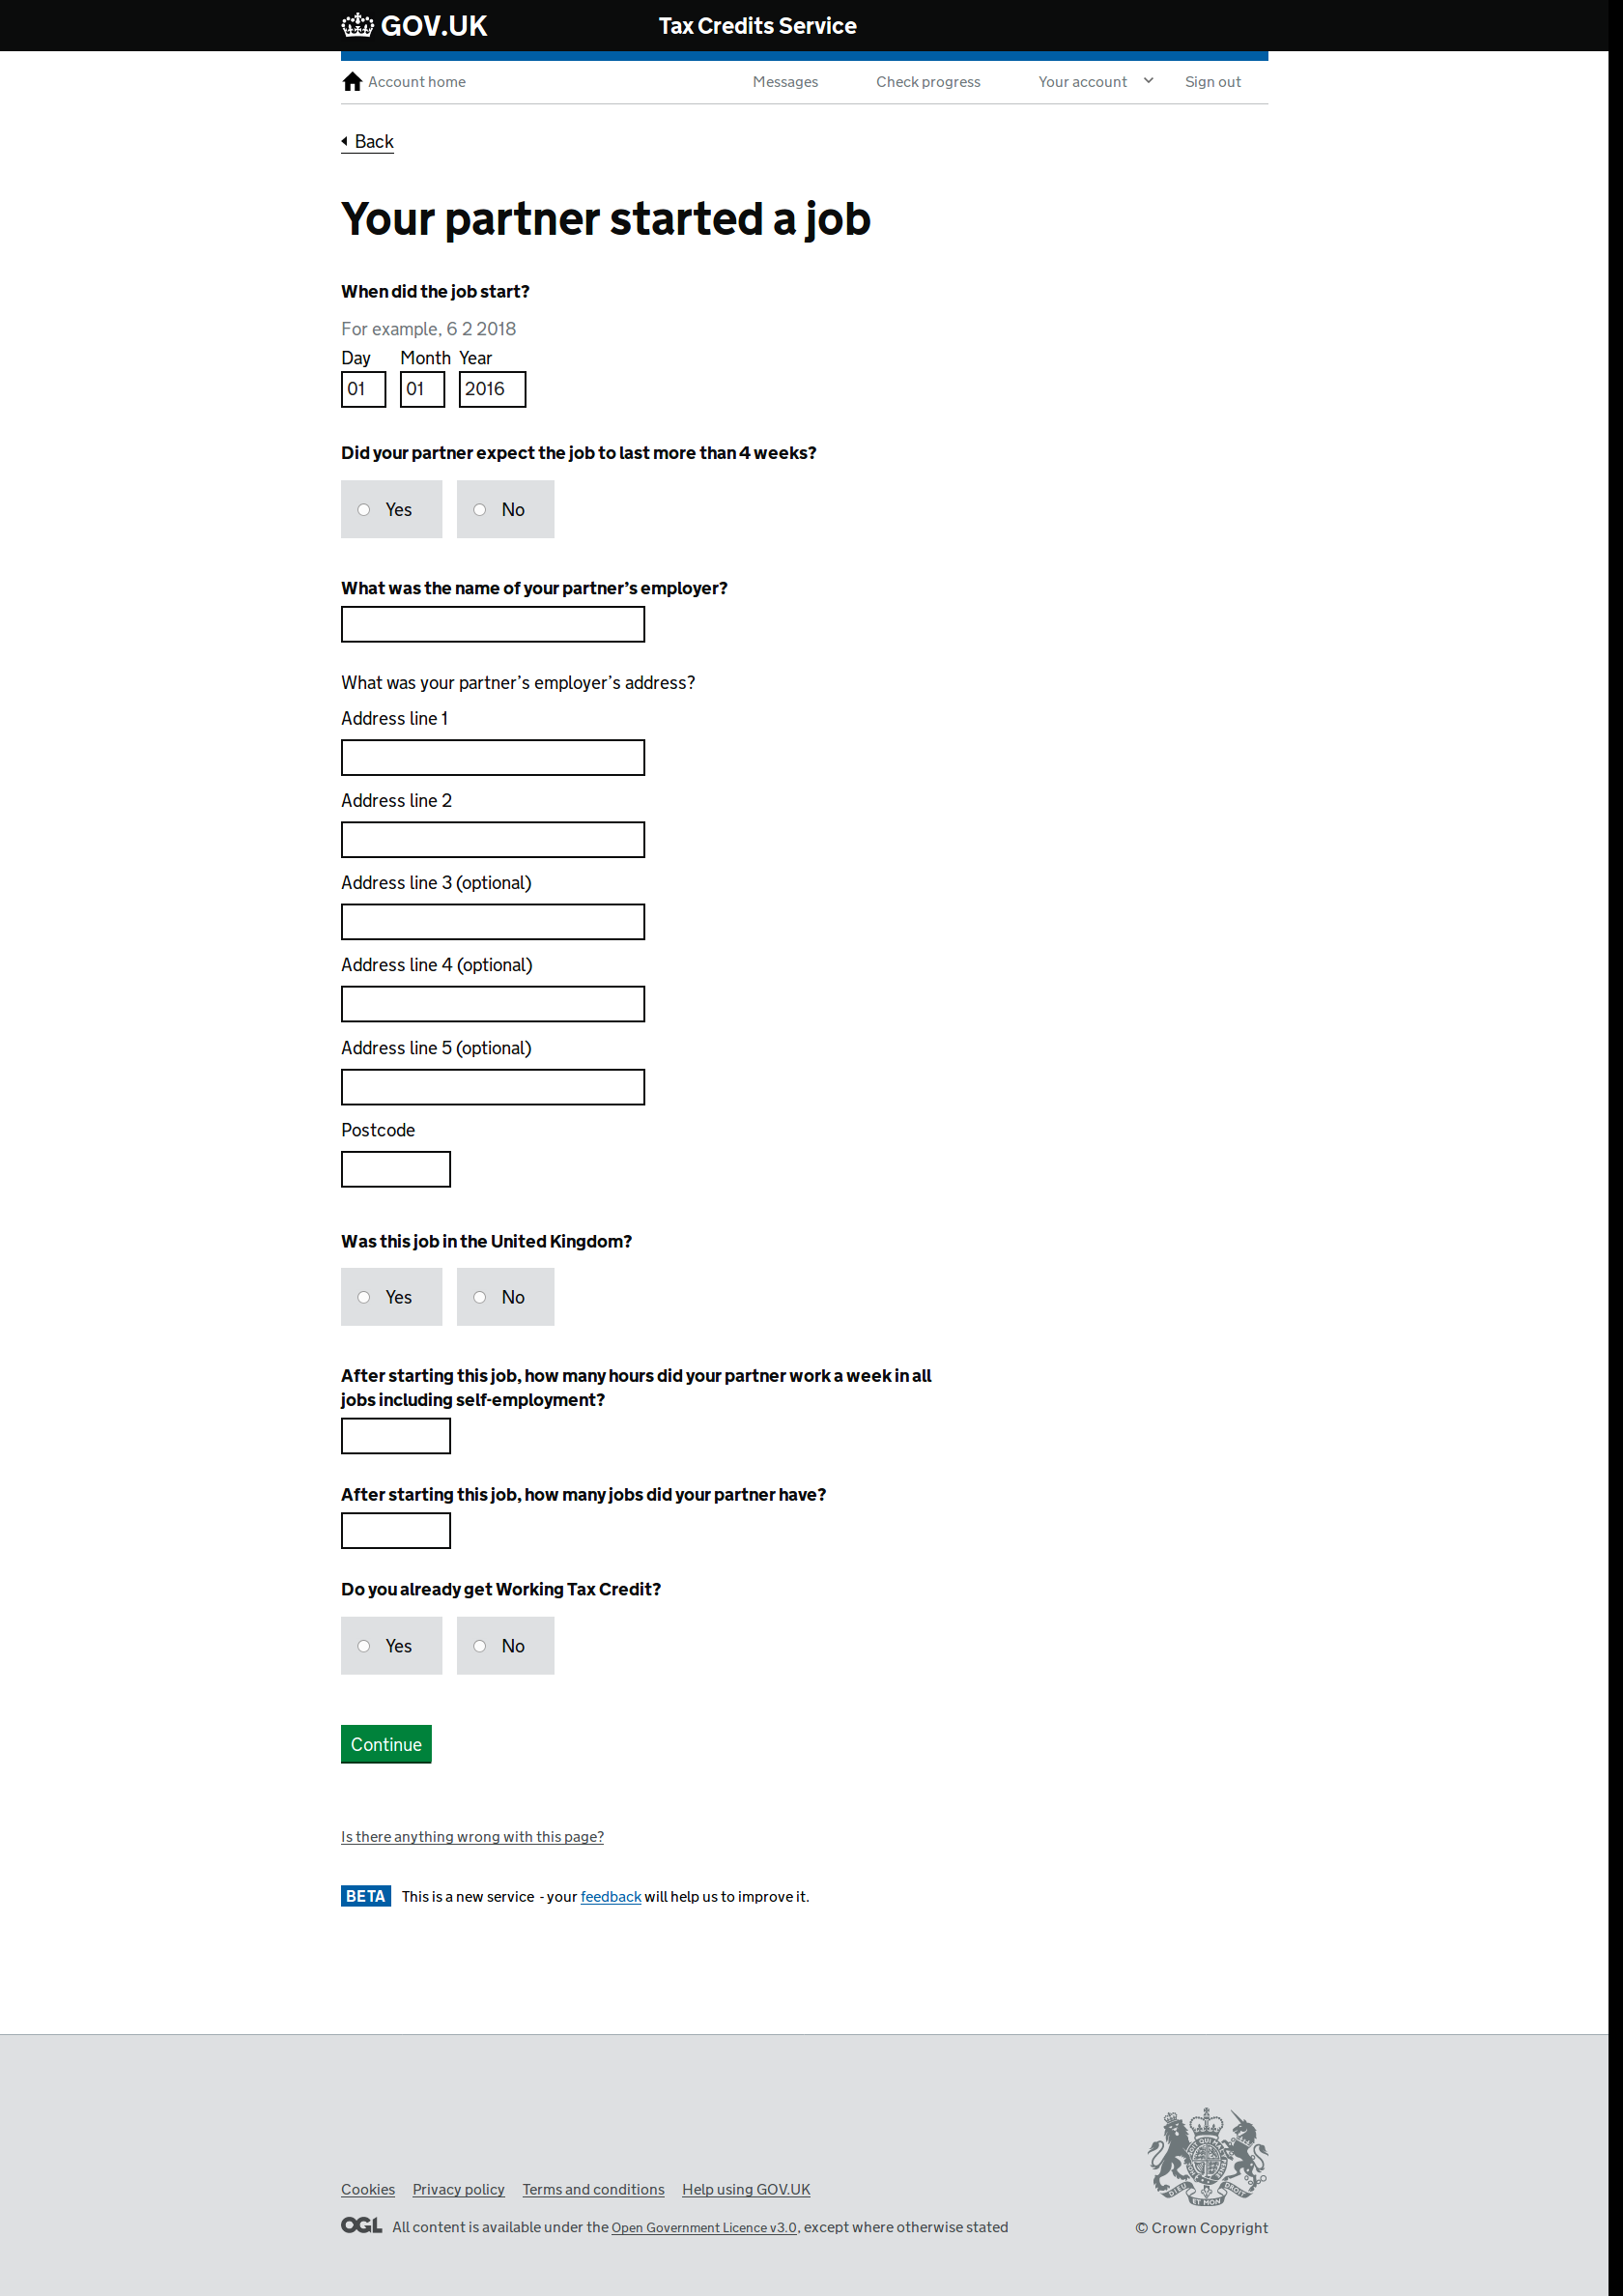 GOV.UK
Tax Credits Service
Account home
Messages
Check progress
Your account
Sign out
Back
Your partner started a job
When did the job start?
For example, 6 2 2018
Day Month Year
01 01 2016
Did your partner expect the job to last more than 4 weeks?
Yes No
What was the name of your partner’s employer?
What was your partner’s employer’s address?
Address line 1
Address line 2
Address line 3 (optional)
Address line 4 (optional)
Address line 5 (optional)
Postcode
Was this job in the United Kingdom?
Yes No
After starting this job, how many hours did your partner work a week in all
jobs including self-employment?
After starting this job, how many jobs did your partner have?
Do you already get Working Tax Credit?
Yes No
Continue
Is there anything wrong with this page?
BETA This is a new service - your feedback will help us to improve it.
Cookies Privacy policy Terms and conditions Help using GOV.UK
OGL All content is available under the Open Government Licence v3.0, except where otherwise stated
© Crown Copyright